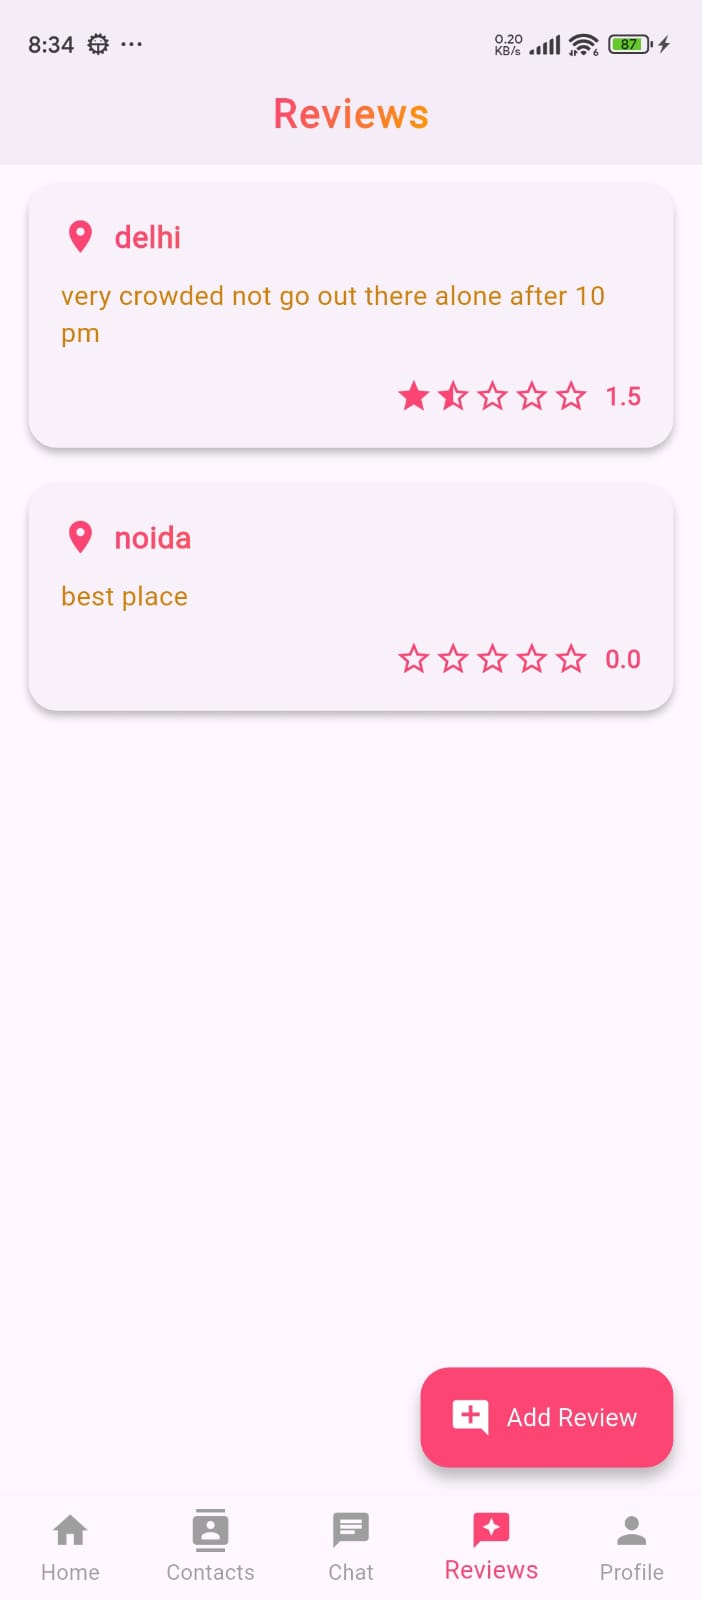 8:34 ...
0.20
KB/s
6
87
Reviews
delhi
very crowded not go out there alone after 10
pm
1.5
noida
best place
0.0
Add Review
Home Contacts Chat Reviews Profile